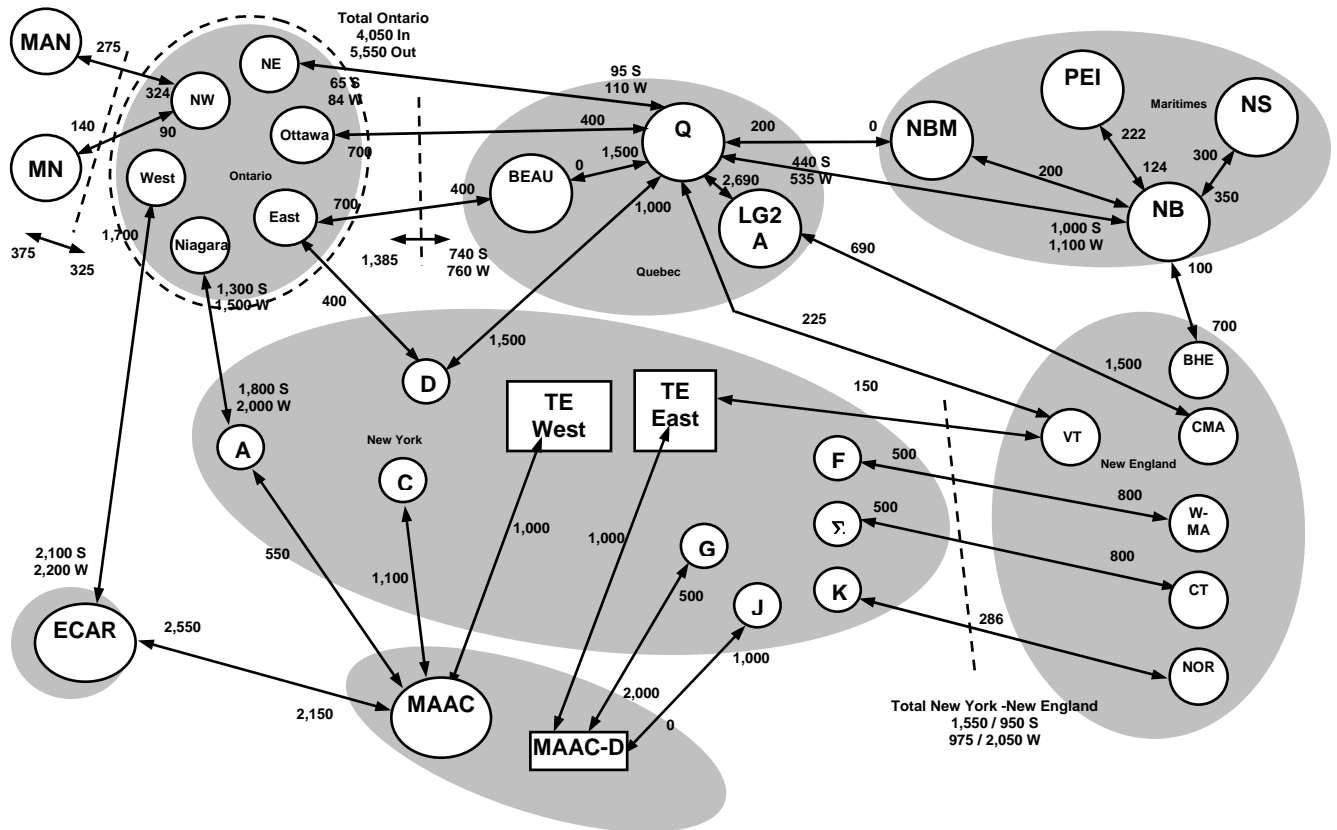 Total Ontario
4,050 In
5,550 Out
MAN
275
NE
65 S
84 W
95 S
110 W
324
NW
140
90
MN
Ottawa
400
700
Q
200
0
NBM
PEI
Maritimes
NS
222
300
124
350
200
NB
West
Ontario
East
Niagara
1,700
375
325
1,300 S
1,500 W
700
400
BEAU
0
1,500
2,690
LG2
A
Quebec
1,000
440 S
535 W
1,000 S
1,100 W
100
700
690
1,385
740 S
760 W
400
1,500
225
1,500
BHE
CMA
VT
New England
150
D
TE
West
TE
East
1,800 S
2,000 W
A
New York
C
F
500
800
W-
MA
Σ
500
800
CT
K
286
NOR
G
500
J
1,000
550
1,100
1,000
1,000
2,100 S
2,200 W
ECAR
2,550
2,150
MAAC
2,000
0
MAAC-D
Total New York -New England
1,550 / 950 S
975 / 2,050 W